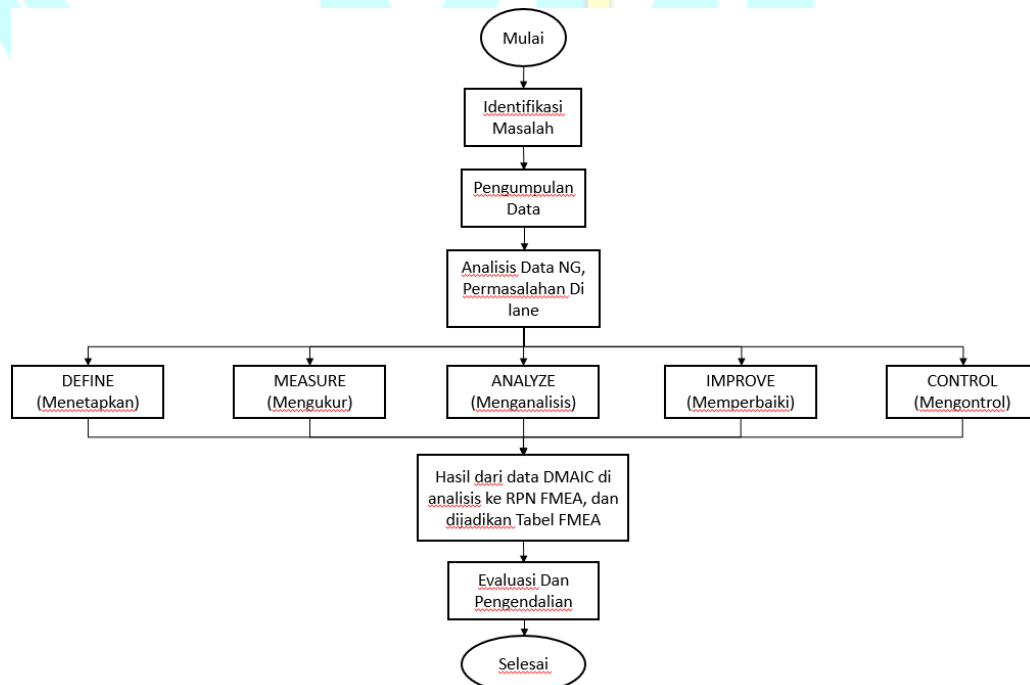 Mulai
Identifikasi
Masalah
Pengumpulan
Data
Analisis Data NG,
Permasalahan Di
lane
DEFINE
(Menetapkan)
MEASURE
(Mengukur)
ANALYZE
(Menganalisis)
IMPROVE
(Memperbaiki)
CONTROL
(Mengontrol)
Hasil dari data DMAIC di
analisis ke RPN FMEA, dan
dijadikan Tabel FMEA
Evaluasi Dan
Pengendalian
Selesai